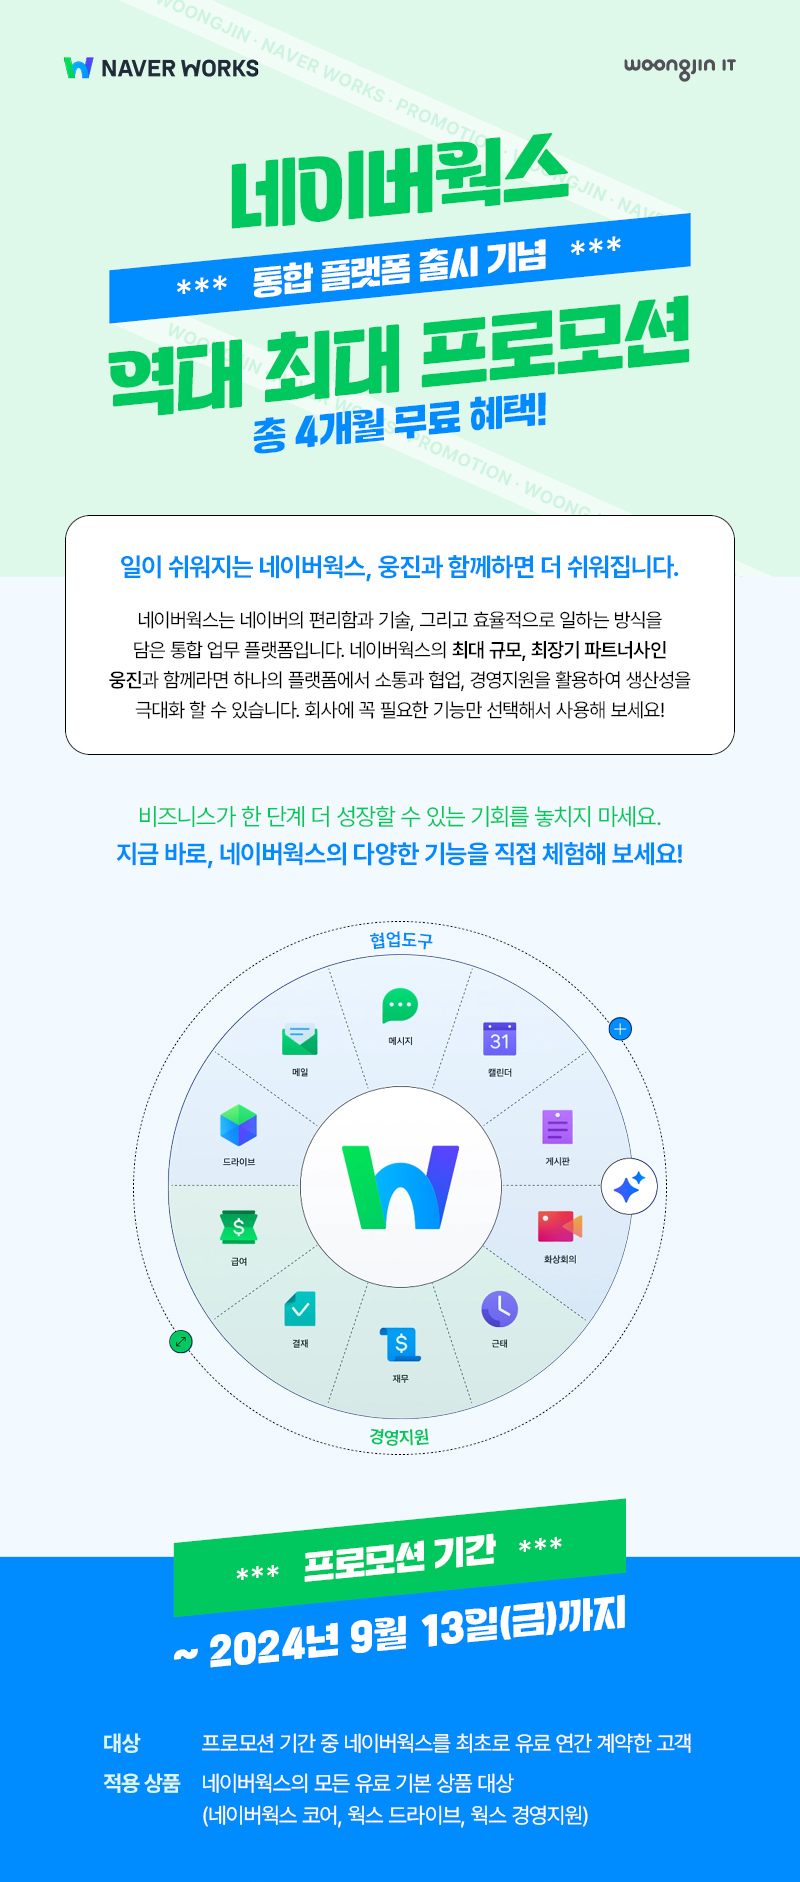 WOONGJIN · NAVER WORKS · PROMOTION · WOONGJIN · NAVER
NAVER WORKS
woongjin IT
네이버웍스
*** 통합 플랫폼 출시 기념 ***
역대 최대 프로모션
총 4개월 무료 혜택!
WOONGJIN · NAVER WORKS · PROMOTION · WOONG
일이 쉬워지는 네이버웍스, 웅진과 함께하면 더 쉬워집니다.
네이버웍스는 네이버의 편리함과 기술, 그리고 효율적으로 일하는 방식을
담은 통합 업무 플랫폼입니다. 네이버웍스의 최대 규모, 최장기 파트너사인
웅진과 함께라면 하나의 플랫폼에서 소통과 협업, 경영지원을 활용하여 생산성을
극대화 할 수 있습니다. 회사에 꼭 필요한 기능만 선택해서 사용해 보세요!
비즈니스가 한 단계 더 성장할 수 있는 기회를 놓치지 마세요.
지금 바로, 네이버웍스의 다양한 기능을 직접 체험해 보세요!
협업도구
메시지
메일
31
캘린더
드라이브
게시판
W
$
급여
화상회의
결재
근태
$
재무
경영지원
*** 프로모션 기간 ***
~ 2024년 9월 13일(금)까지
대상 프로모션 기간 중 네이버웍스를 최초로 유료 연간 계약한 고객
적용 상품 네이버웍스의 모든 유료 기본 상품 대상
(네이버웍스 코어, 웍스 드라이브, 웍스 경영지원)